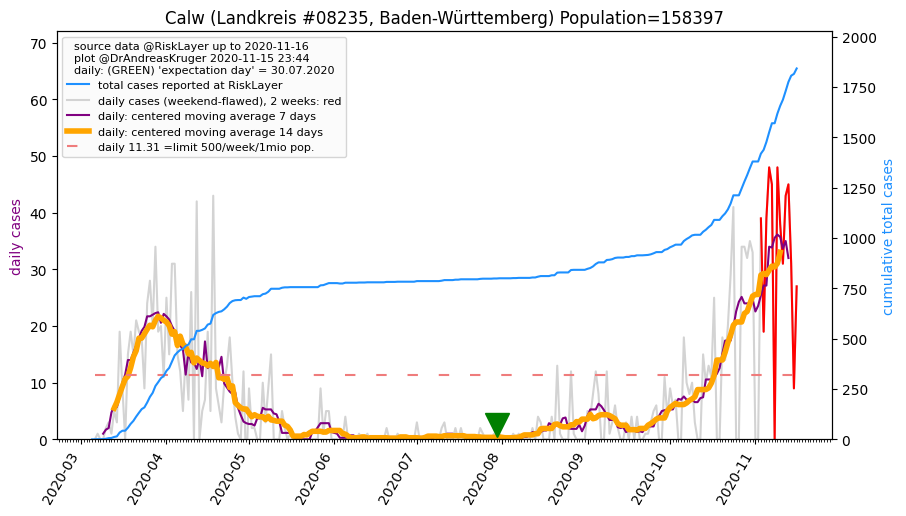 Calw (Landkreis #08235, Baden-Württemberg) Population=158397
source data @RiskLayer up to 2020-11-16
plot @DrAndreasKruger 2020-11-15 23:44
daily: (GREEN) 'expectation day' = 30.07.2020
total cases reported at RiskLayer
daily cases (weekend-flawed), 2 weeks: red
daily: centered moving average 7 days
daily: centered moving average 14 days
daily 11.31 =limit 500/week/1mio pop.
daily cases
70
60
50
40
30
20
10
0
cumulative total cases
2000
1750
1500
1250
1000
750
500
250
0
2020-03
2020-04
2020-05
2020-06
2020-07
2020-08
2020-09
2020-10
2020-11